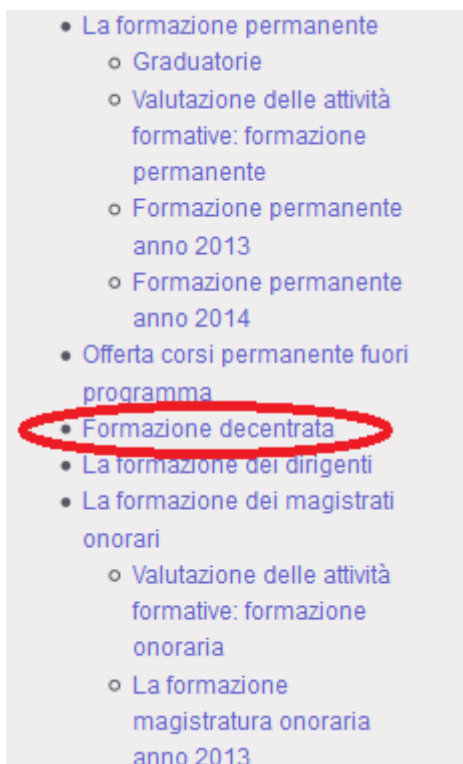 La formazione permanente
Graduatorie
Valutazione delle attività
formative: formazione
permanente
Formazione permanente
anno 2013
Formazione permanente
anno 2014
Offerta corsi permanente fuori
programma
Formazione decentrata
La formazione dei dirigenti
La formazione dei magistrati
onorari
Valutazione delle attività
formative: formazione
onoraria
La formazione
magistratura onoraria
anno 2013